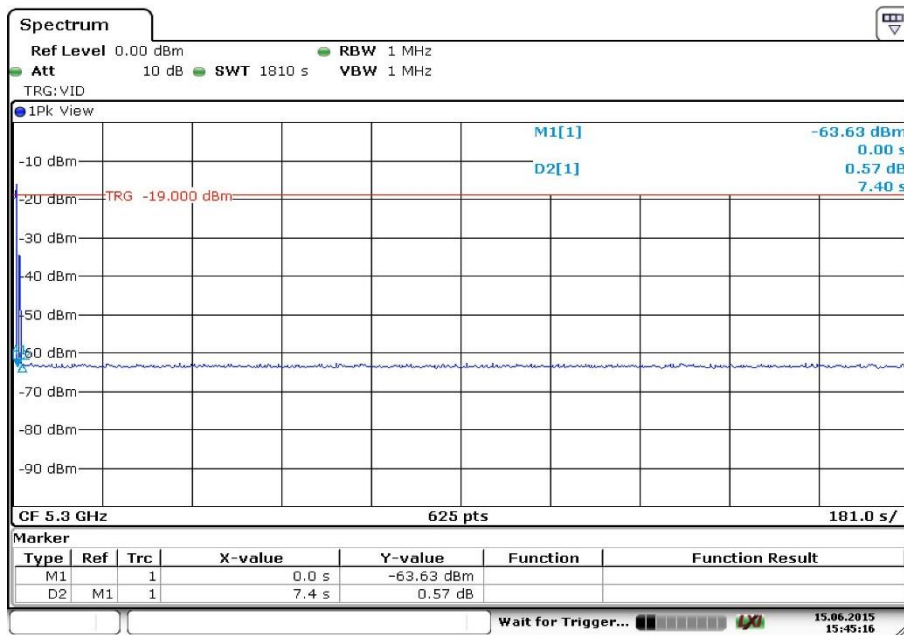 Spectrum
Ref Level 0.00 dBm RBW 1 MHz
Att 10 dB SWT 1810 s VBW 1 MHz
TRG:VID
1Pk View
M1[1] -63.63 dBm
0.00 s
D2[1] 0.57 dB
7.40 s
-10 dBm
TRG -19.000 dBm
-20 dBm
-30 dBm
-40 dBm
-50 dBm
-60 dBm
-70 dBm
-80 dBm
-90 dBm
CF 5.3 GHz 625 pts 181.0 s/
Marker
Type Ref Trc X-value Y-value Function Function Result
M1 1 0.0 s -63.63 dBm
D2 M1 1 7.4 s 0.57 dB
Wait for Trigger... LXI 15.06.2015
15:45:16